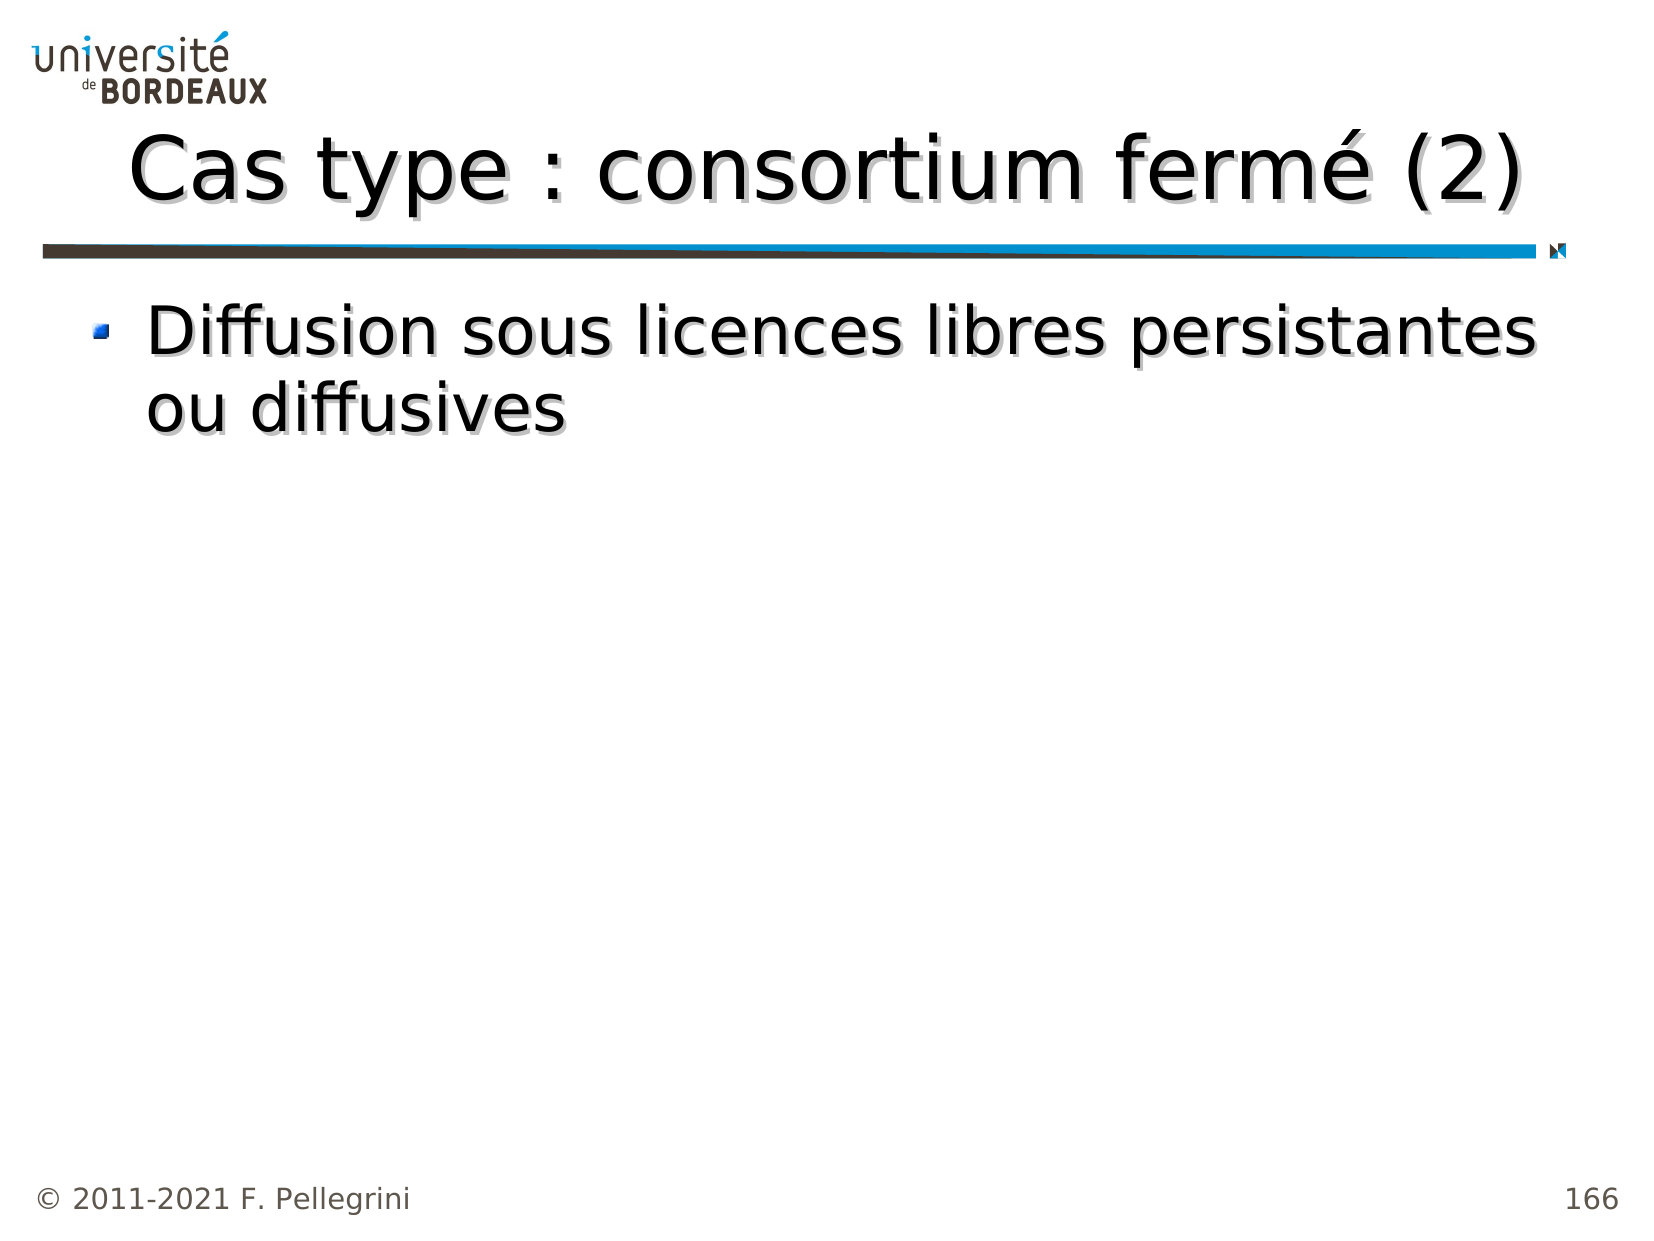 université
de BORDEAUX
Cas type : consortium fermé (2)
Diffusion sous licences libres persistantes
ou diffusives
© 2011-2021 F. Pellegrini
166